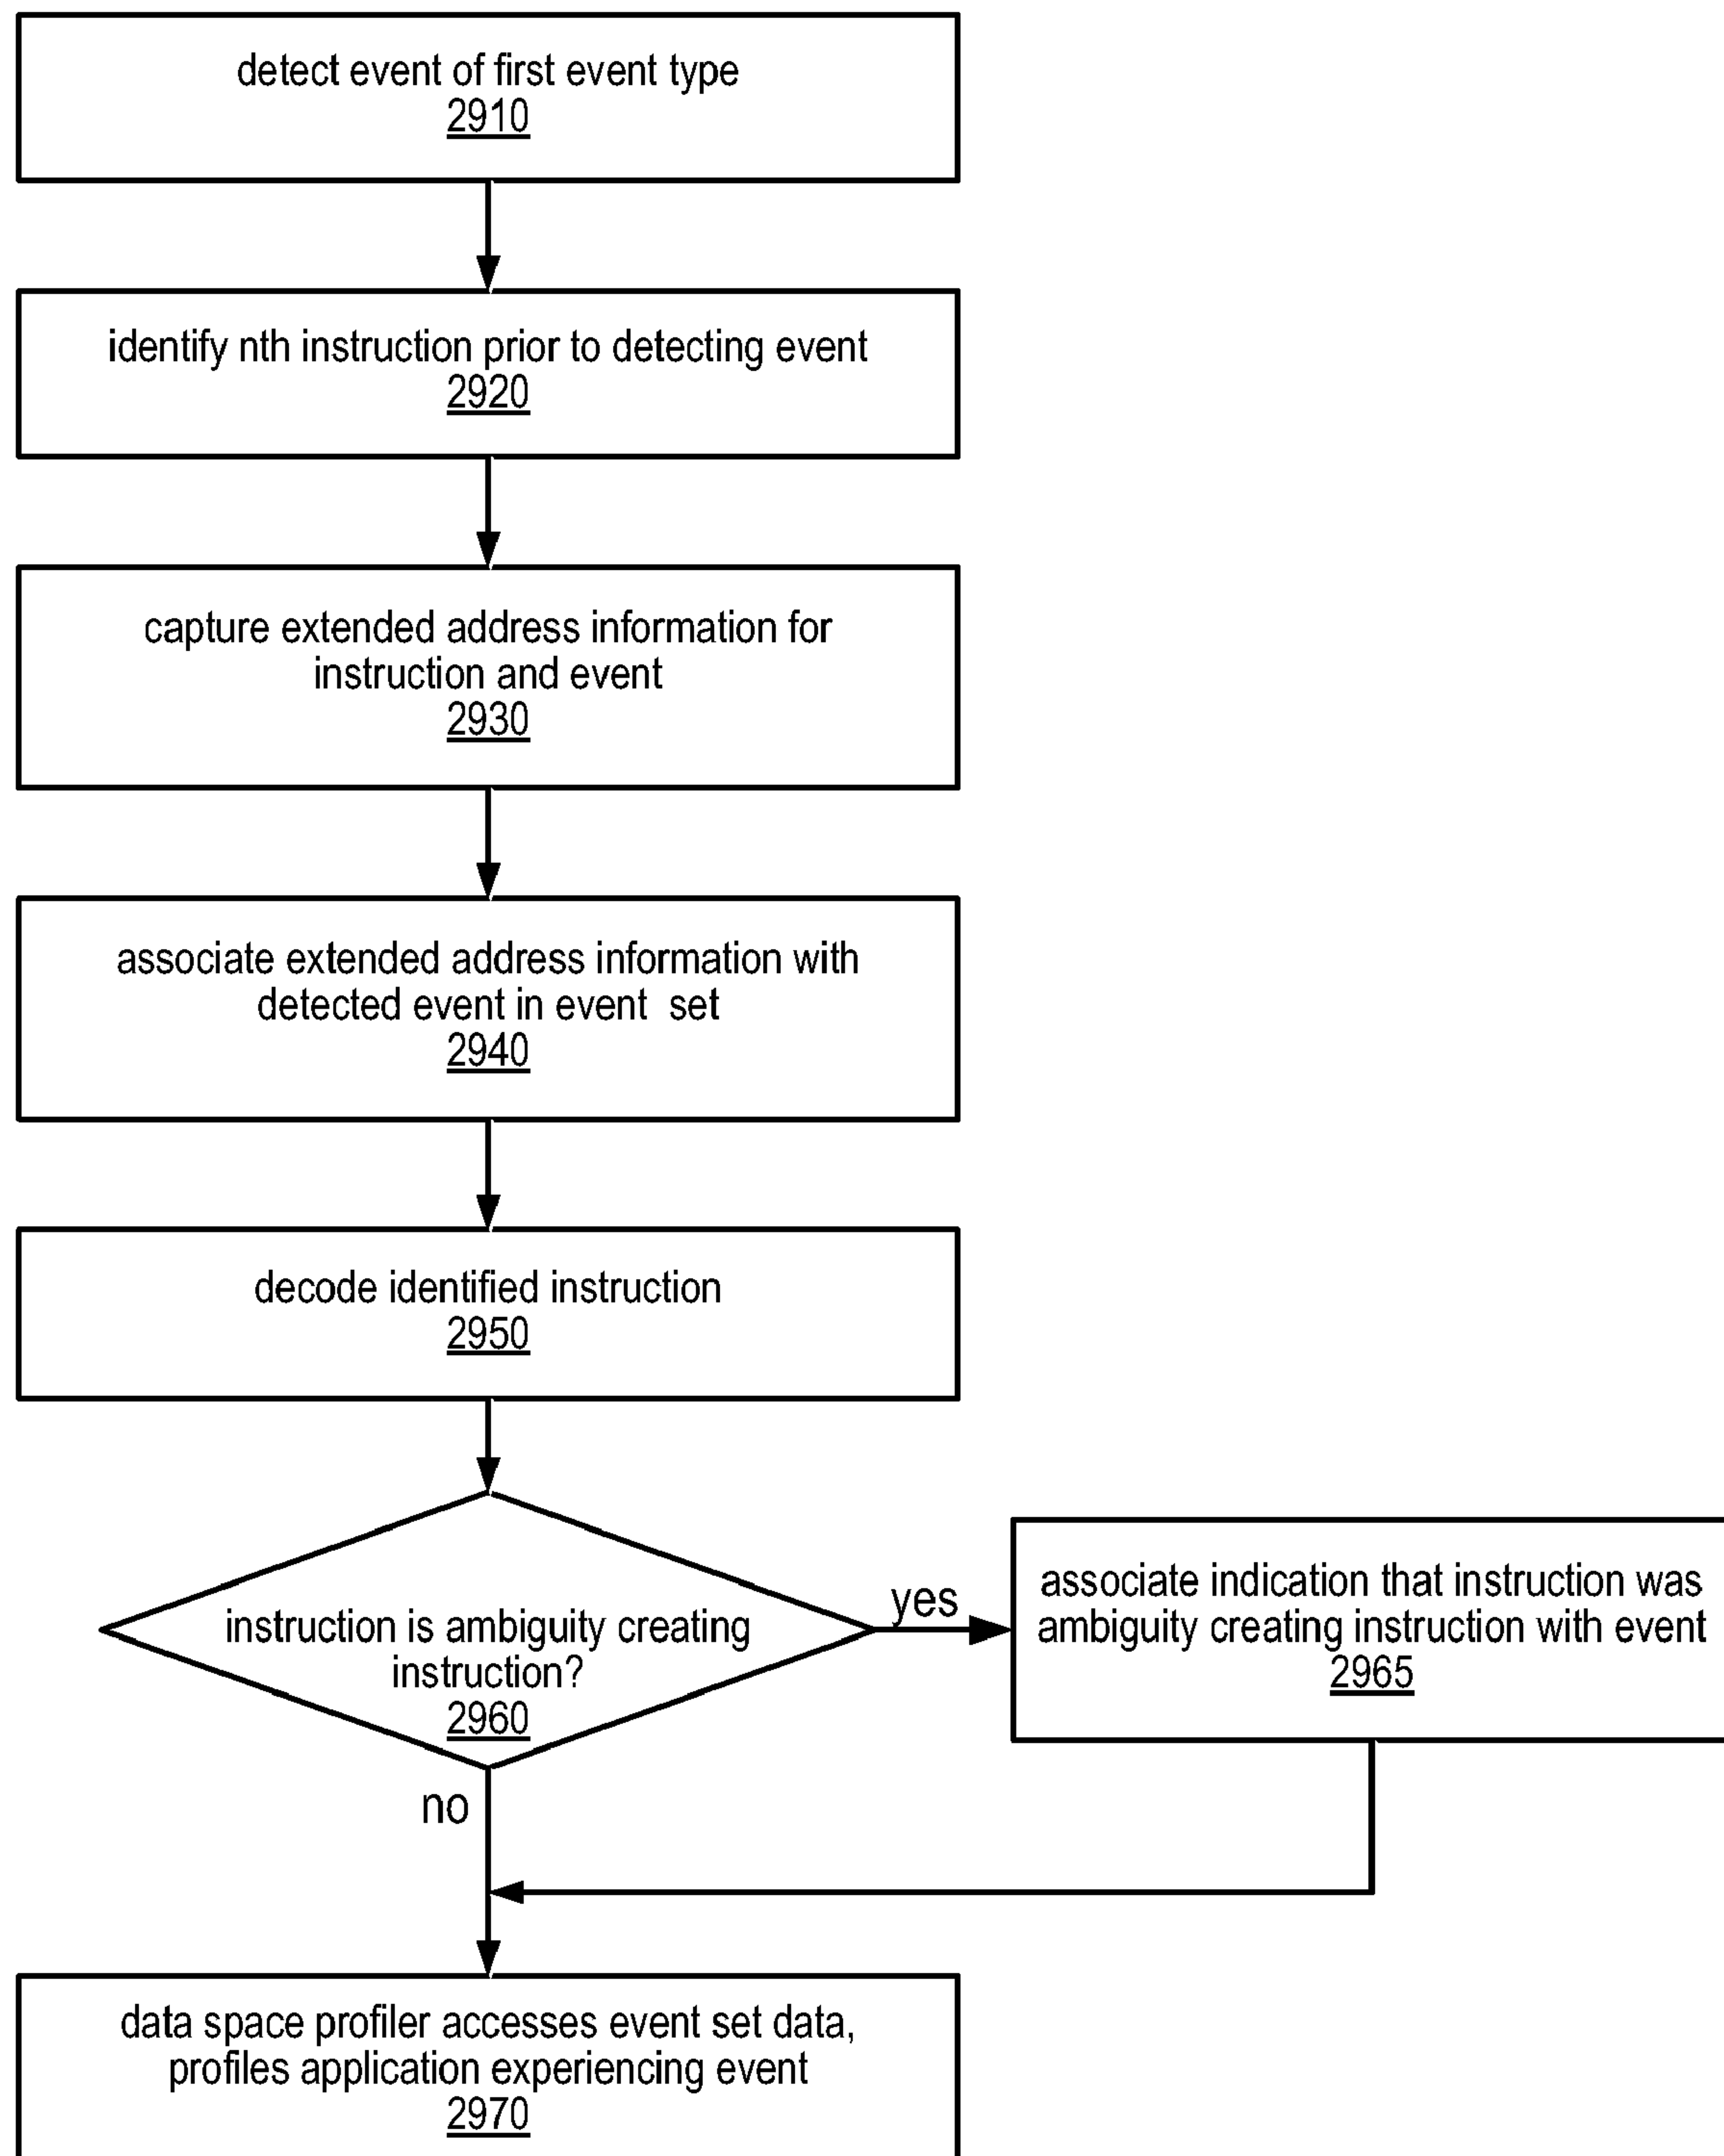 detect event of first event type
2910
identify nth instruction prior to detecting event
2920
capture extended address information for
instruction and event
2930
associate extended address information with
detected event in event set
2940
decode identified instruction
2950
instruction is ambiguity creating
instruction?
2960
yes
associate indication that instruction was
ambiguity creating instruction with event
2965
no
data space profiler accesses event set data,
profiles application experiencing event
2970